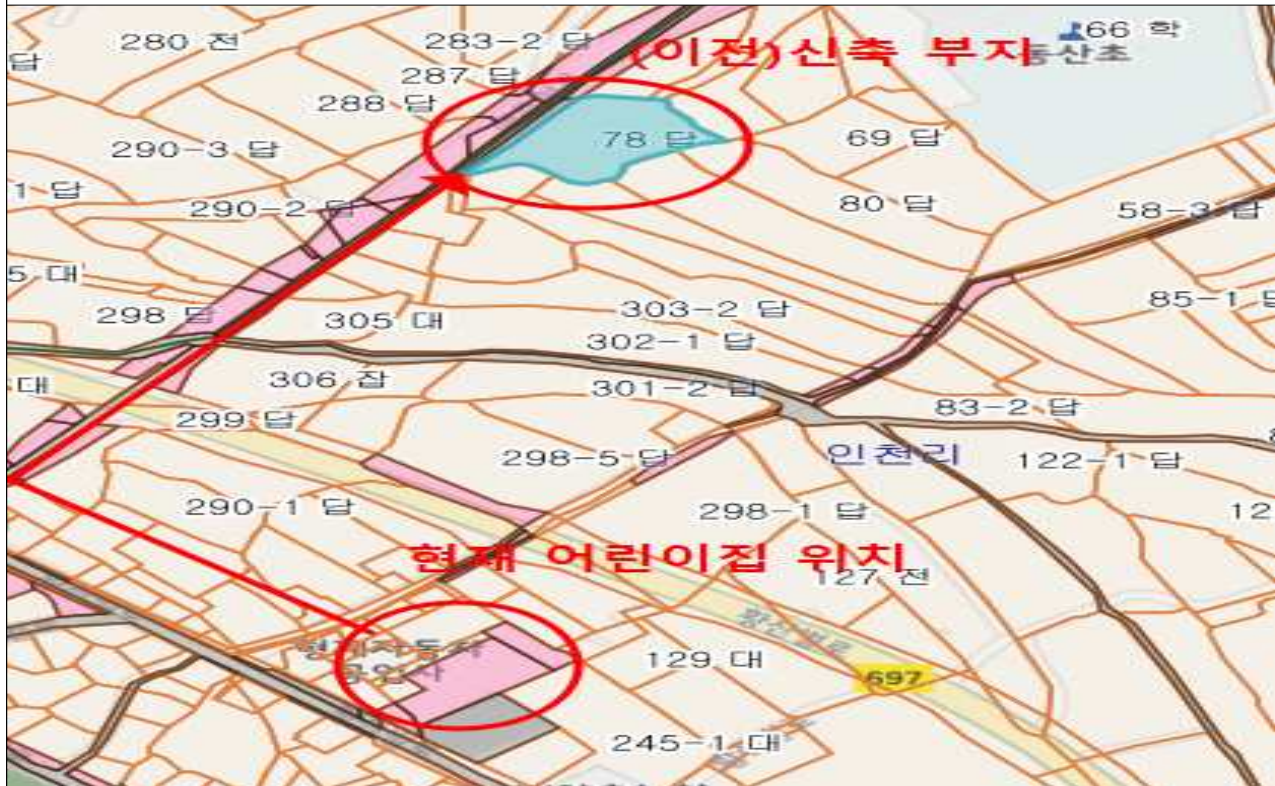 280 전
283-2 답
66 학
동산초
(이전)신축 부지
답
287 답
288 답
78 답
69 답
290-3 답
1 답
290-2 답
80 답
58-3 답
5 대
85-1 답
298 답
305 대
303-2 답
302-1 답
대
306 잡
301-2 답
83-2 답
299 답
298-5 답
인천리
122-1 답
290-1 답
298-1 답
12
현재 어린이집 위치
127 전
129 대
697
245-1 대